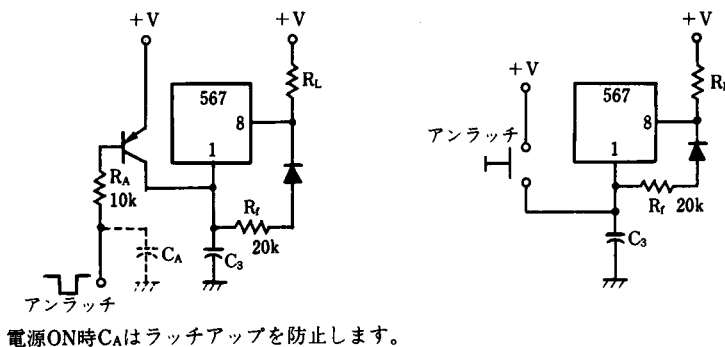 +V
+V
R_L
567
8
1
R_A
10k
R_f
20k
C_A
C_3
アンラッチ
電源ON時C_Aはラッチアップを防止します。
+V
+V
567
8
1
アンラッチ
R_f 20k
C_3